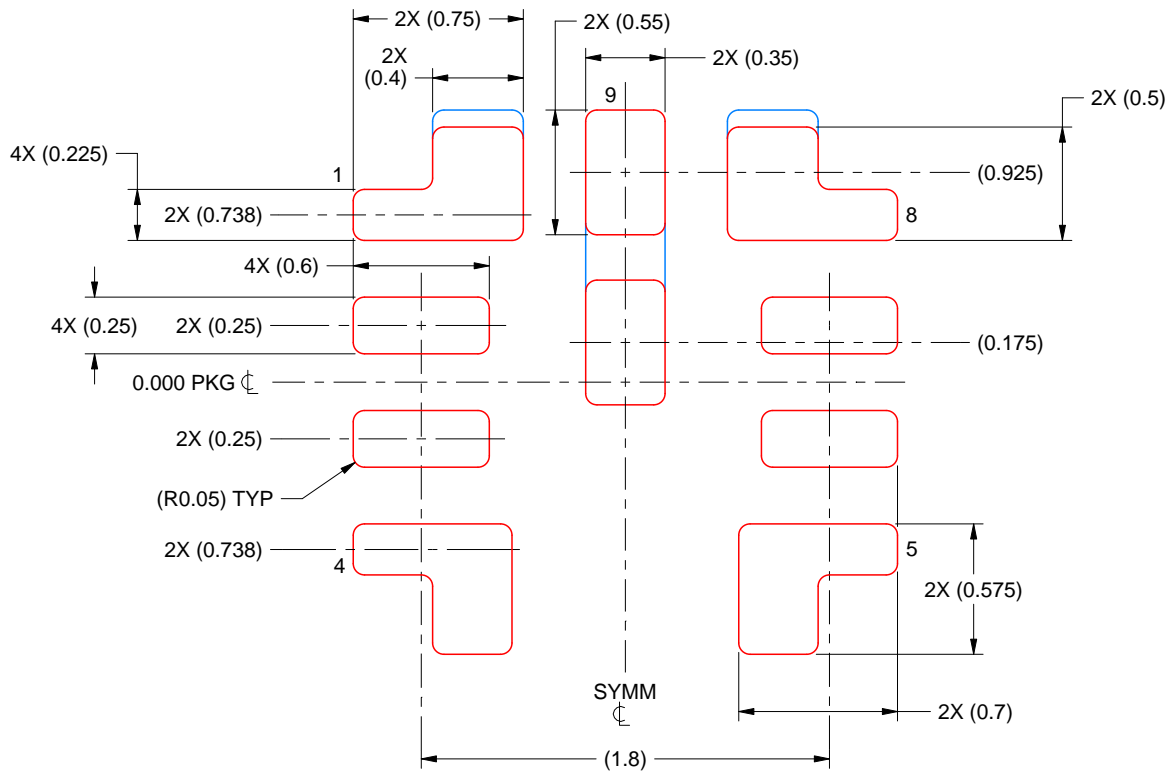 2X (0.75)
2X (0.55)
2X
(0.4)
2X (0.35)
9
2X (0.5)
4X (0.225)
1
(0.925)
2X (0.738)
8
4X (0.6)
4X (0.25)
2X (0.25)
(0.175)
0.000 PKG ℄
2X (0.25)
(R0.05) TYP
2X (0.738)
4
5
2X (0.575)
SYMM
℄
2X (0.7)
(1.8)